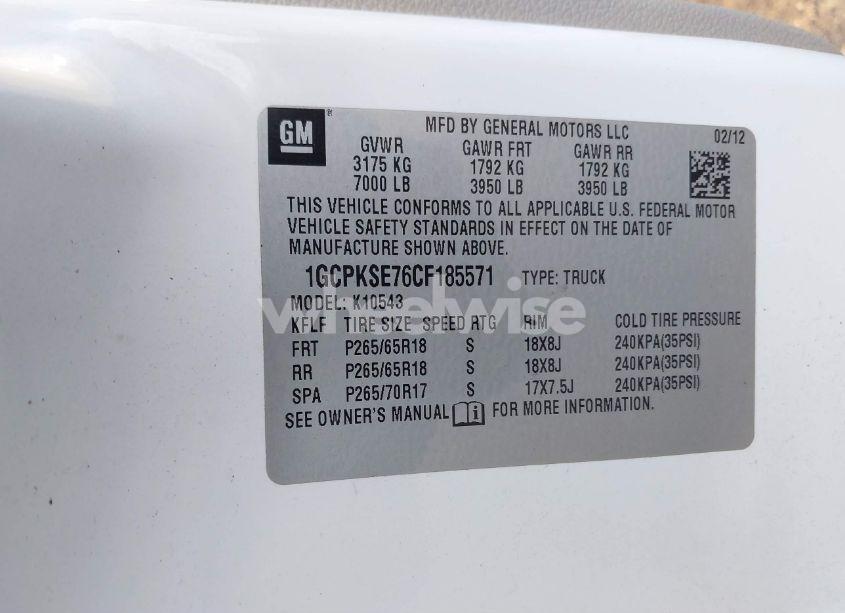 GM
®
MFD BY GENERAL MOTORS LLC 02/12
GVWR GAWR FRT GAWR RR
3175 KG 1792 KG 1792 KG
7000 LB 3950 LB 3950 LB
THIS VEHICLE CONFORMS TO ALL APPLICABLE U.S. FEDERAL MOTOR
VEHICLE SAFETY STANDARDS IN EFFECT ON THE DATE OF
MANUFACTURE SHOWN ABOVE.
1GCPKSE76CF185571 TYPE: TRUCK
MODEL: K10543
wheelwise
KFLF TIRE SIZE SPEED RTG RIM COLD TIRE PRESSURE
FRT P265/65R18 S 18X8J 240KPA(35PSI)
RR P265/65R18 S 18X8J 240KPA(35PSI)
SPA P265/70R17 S 17X7.5J 240KPA(35PSI)
SEE OWNER'S MANUAL i FOR MORE INFORMATION.